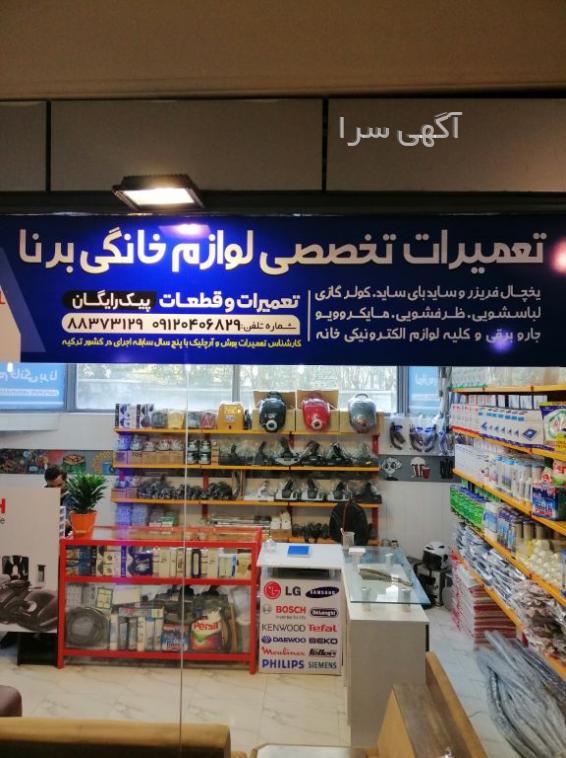 آگهی سرا
تعمیرات تخصصی لوازم خانگی برنا
یخچال فریزر و ساید بای ساید. کولر گازی
لباسشویی. ظرفشویی. مایکروویو
جارو برقی و کلیه لوازم الکترونیکی خانه
تعمیرات و قطعات پیک رایگان
شماره تلفن: ۰۹۱۲۰۴۰۶۸۲۹ ۸۸۳۷۳۱۲۹
کارشناس تعمیرات بوش و آرچلیک با پنج سال سابقه اجرای در کشور ترکیه
LG SAMSUNG
BOSCH DeLonghi
KENWOOD Tefal
DAEWOO BEKO
Moulinex
PHILIPS SIEMENS
Persil